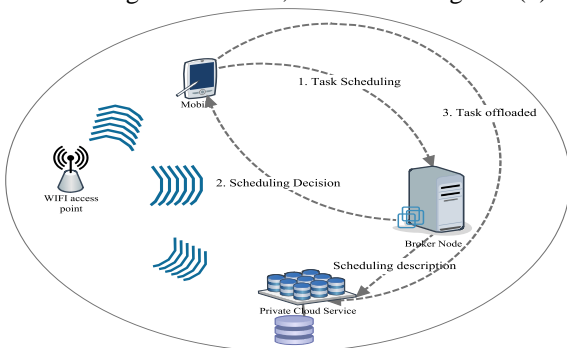 1. Task Scheduling
3. Task offloaded
Mobil
WIFI access
point
2. Scheduling Decision
Broker Node
Scheduling description
Private Cloud Service